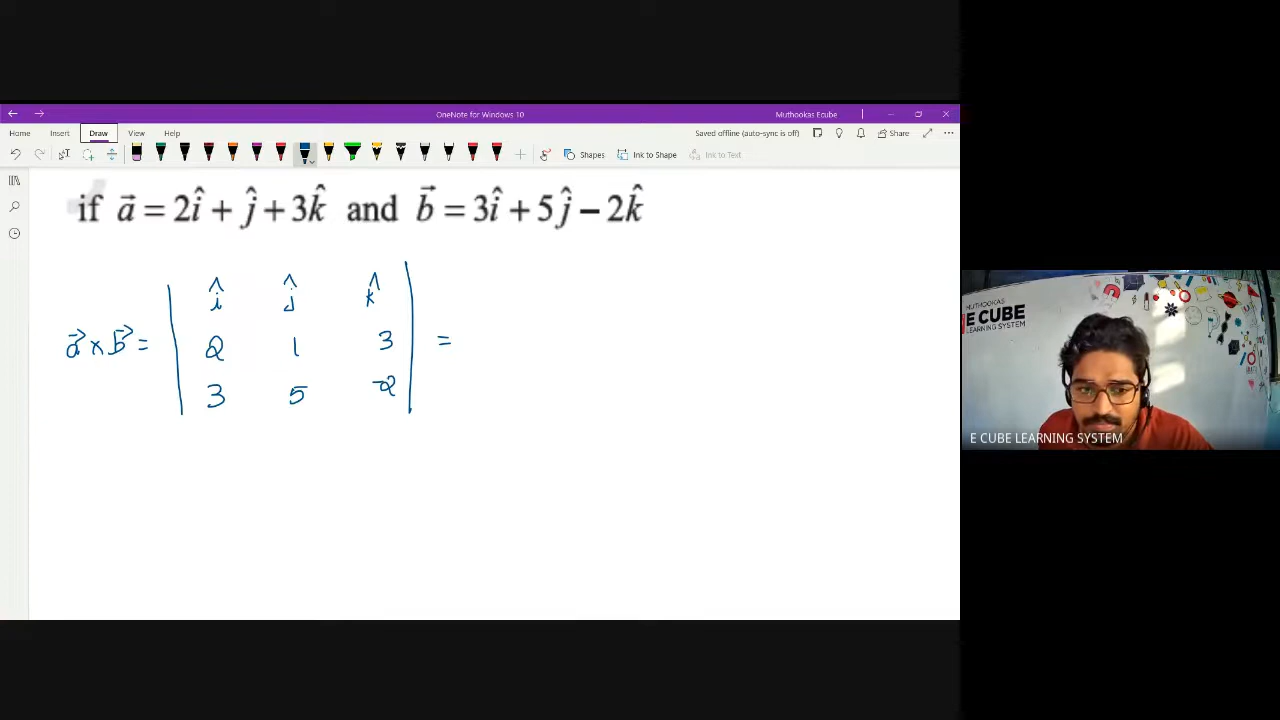 OneNote for Windows 10
Muthookas Ecube
Home Insert Draw View Help
Saved offline (auto-sync is off) Share
Shapes Ink to Shape Ink to Text
if a⃗ = 2î + ĵ + 3k̂ and b⃗ = 3î + 5ĵ − 2k̂
î ĵ k̂
a⃗ × b⃗ = 2 1 3 =
3 5 -2
MUTHOOKAS
E CUBE
LEARNING SYSTEM
E CUBE LEARNING SYSTEM